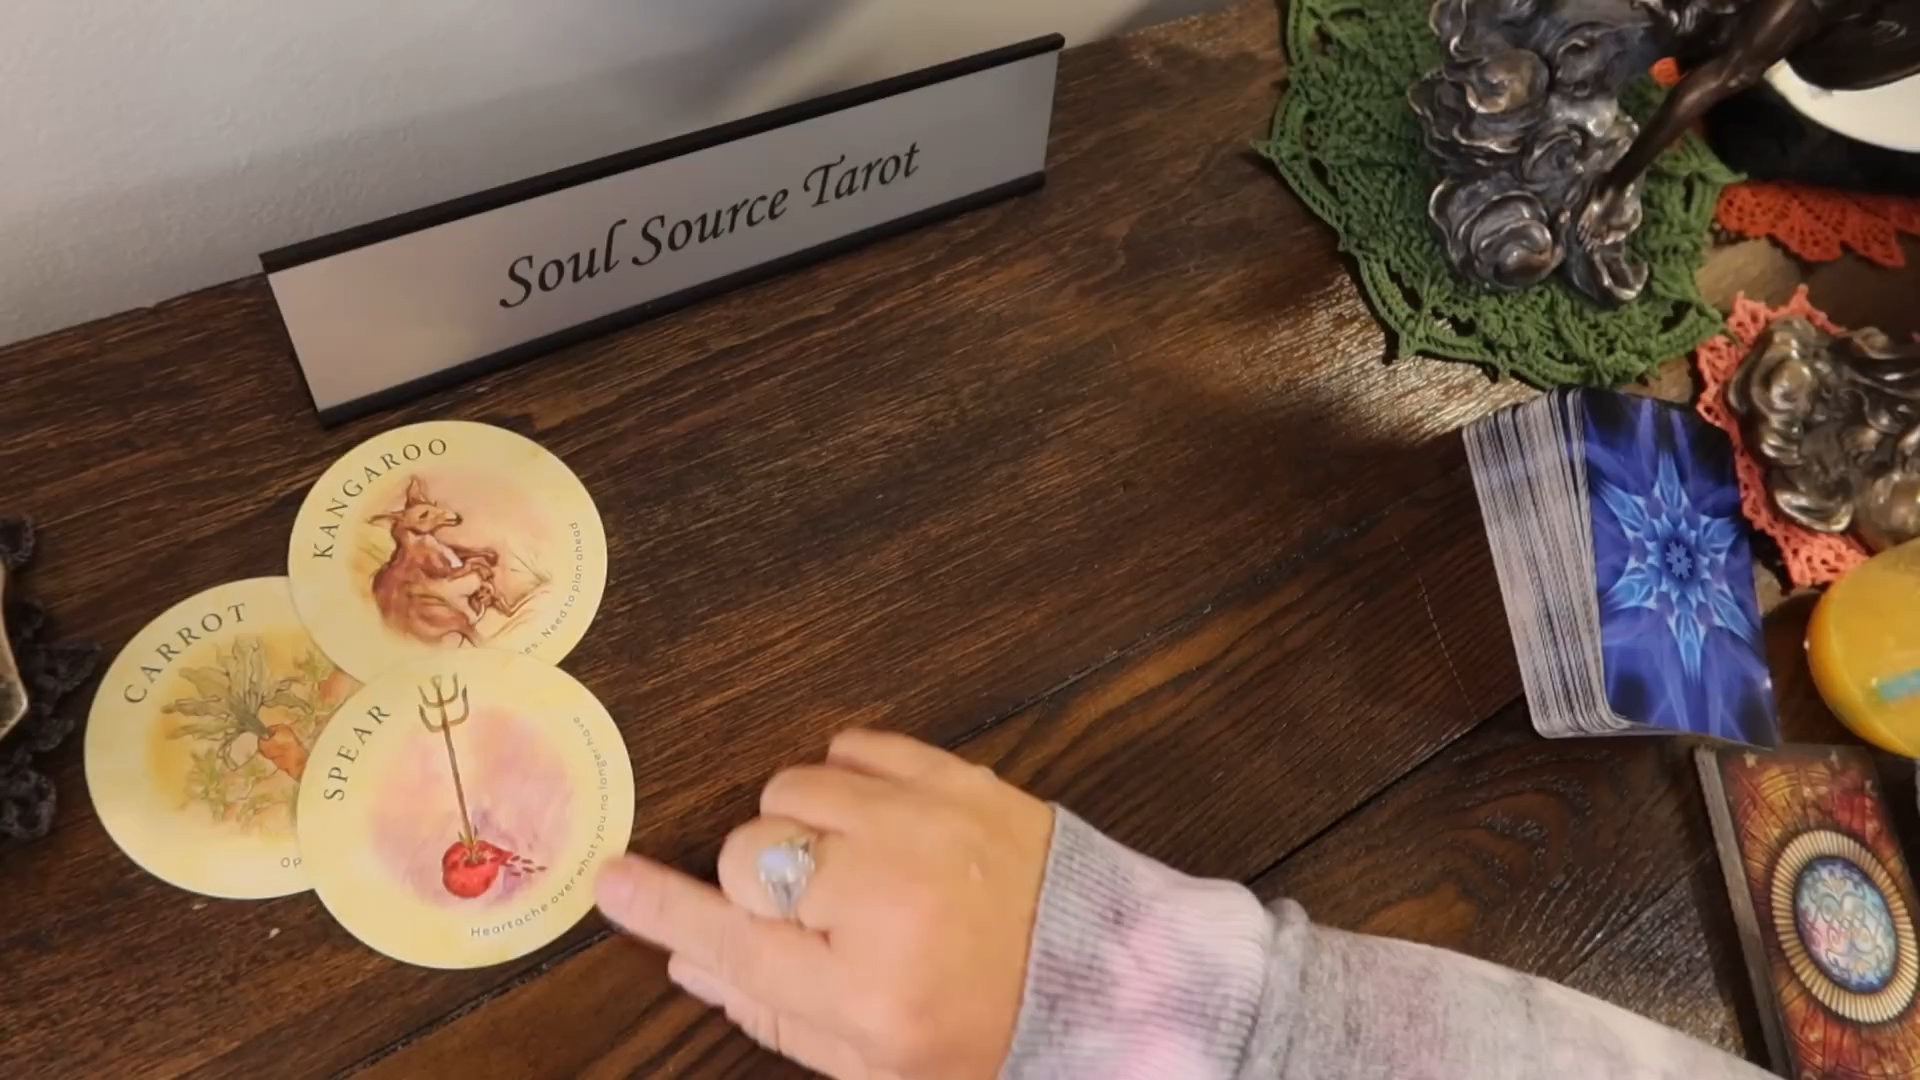 Soul Source Tarot
KANGAROO
Need to plan ahead
CARROT
SPEAR
Heartache over what you no longer have